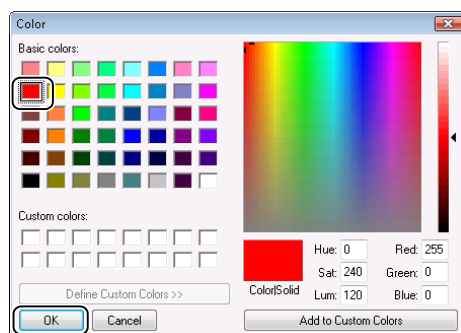 Color
Basic colors:
Custom colors:
Define Custom Colors >>
OK
Cancel
Color|Solid
Hue: 0
Sat: 240
Lum: 120
Red: 255
Green: 0
Blue: 0
Add to Custom Colors